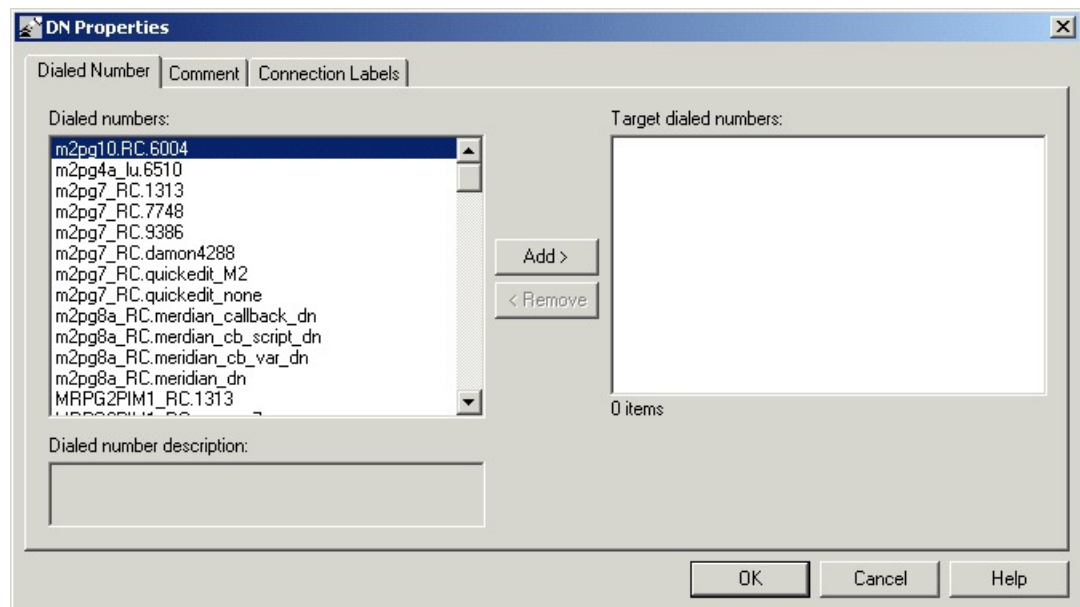 DN Properties
Dialed Number Comment Connection Labels
Dialed numbers:
m2pg10.RC.6004
m2pg4a_lu.6510
m2pg7_RC.1313
m2pg7_RC.7748
m2pg7_RC.9386
m2pg7_RC.damon4288
m2pg7_RC.quickedit_M2
m2pg7_RC.quickedit_none
m2pg8a_RC.merdian_callback_dn
m2pg8a_RC.merdian_cb_script_dn
m2pg8a_RC.meridian_cb_var_dn
m2pg8a_RC.meridian_dn
MRPG2PIM1_RC.1313
Add >
< Remove
Target dialed numbers:
0 items
Dialed number description:
OK Cancel Help